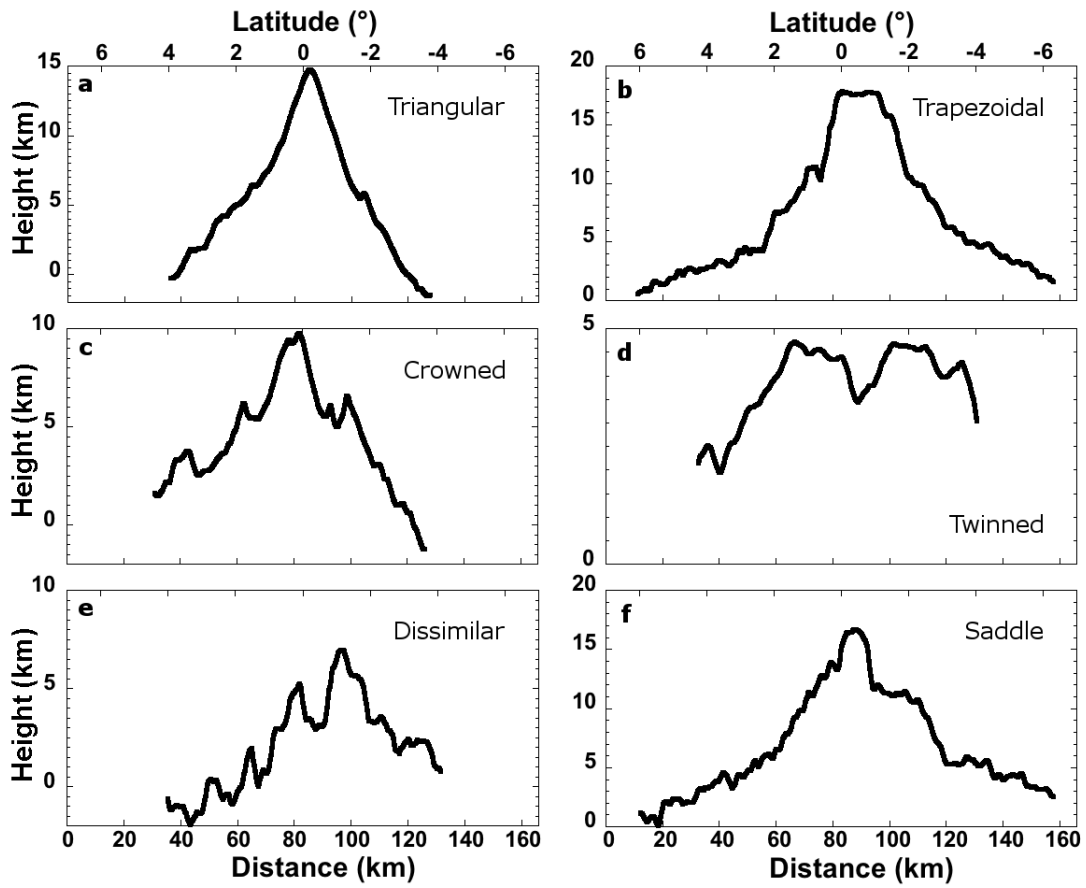 Latitude (°) Latitude (°)
6 4 2 0 -2 -4 -6 6 4 2 0 -2 -4 -6
a Triangular
Height (km)
15
10
5
0
b Trapezoidal
20
15
10
5
0
c Crowned
Height (km)
10
5
0
d Twinned
5
0
e Dissimilar
Height (km)
10
5
0
0 20 40 60 80 100 120 140 160
Distance (km)
f Saddle
20
15
10
5
0
0 20 40 60 80 100 120 140 160
Distance (km)